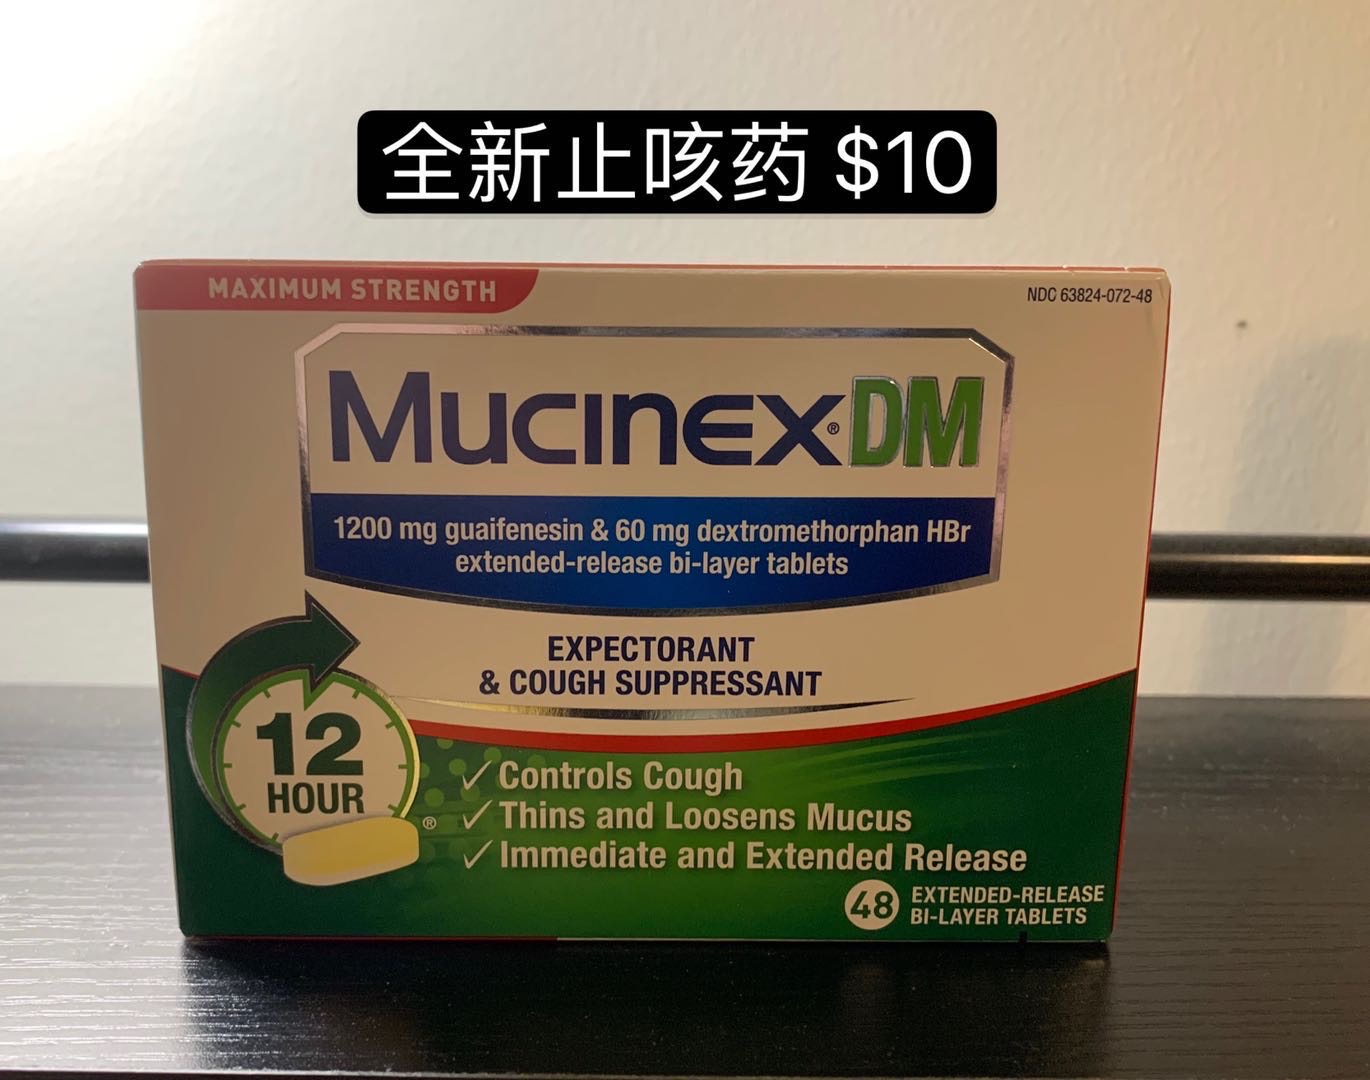 全新止咳药 $10
MAXIMUM STRENGTH
NDC 63824-072-48
MUCINEX® DM
1200 mg guaifenesin & 60 mg dextromethorphan HBr
extended-release bi-layer tablets
EXPECTORANT
& COUGH SUPPRESSANT
12
HOUR
®
✓ Controls Cough
✓ Thins and Loosens Mucus
✓ Immediate and Extended Release
48 EXTENDED-RELEASE
BI-LAYER TABLETS